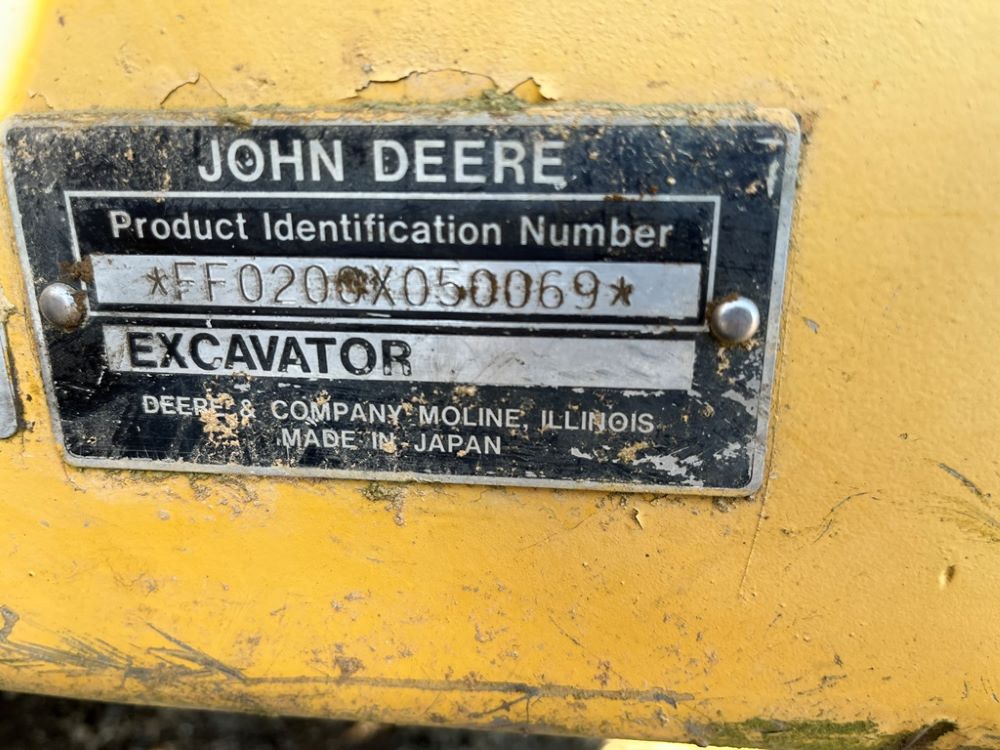 JOHN DEERE
Product Identification Number
*FF0200X050069*
EXCAVATOR
DEERE & COMPANY MOLINE, ILLINOIS
MADE IN JAPAN